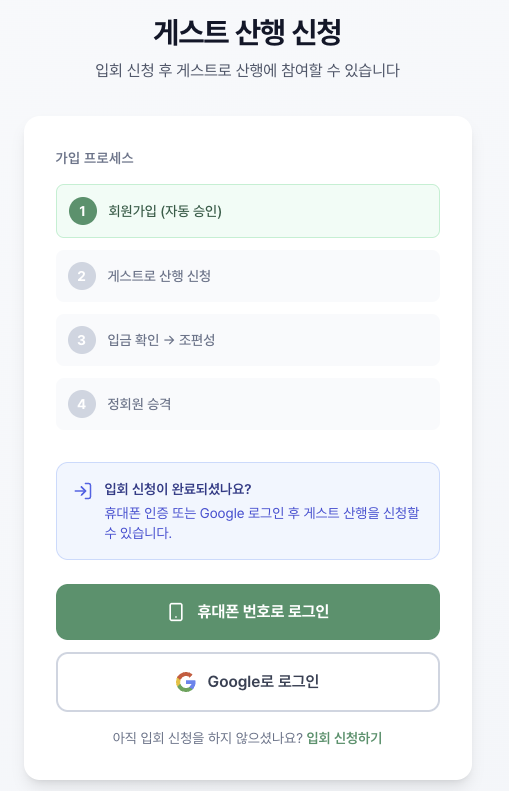 게스트 산행 신청
입회 신청 후 게스트로 산행에 참여할 수 있습니다
가입 프로세스
1 회원가입 (자동 승인)
2 게스트로 산행 신청
3 입금 확인 → 조편성
4 정회원 승격
입회 신청이 완료되셨나요?
휴대폰 인증 또는 Google 로그인 후 게스트 산행을 신청할
수 있습니다.
휴대폰 번호로 로그인
Google로 로그인
아직 입회 신청을 하지 않으셨나요? 입회 신청하기